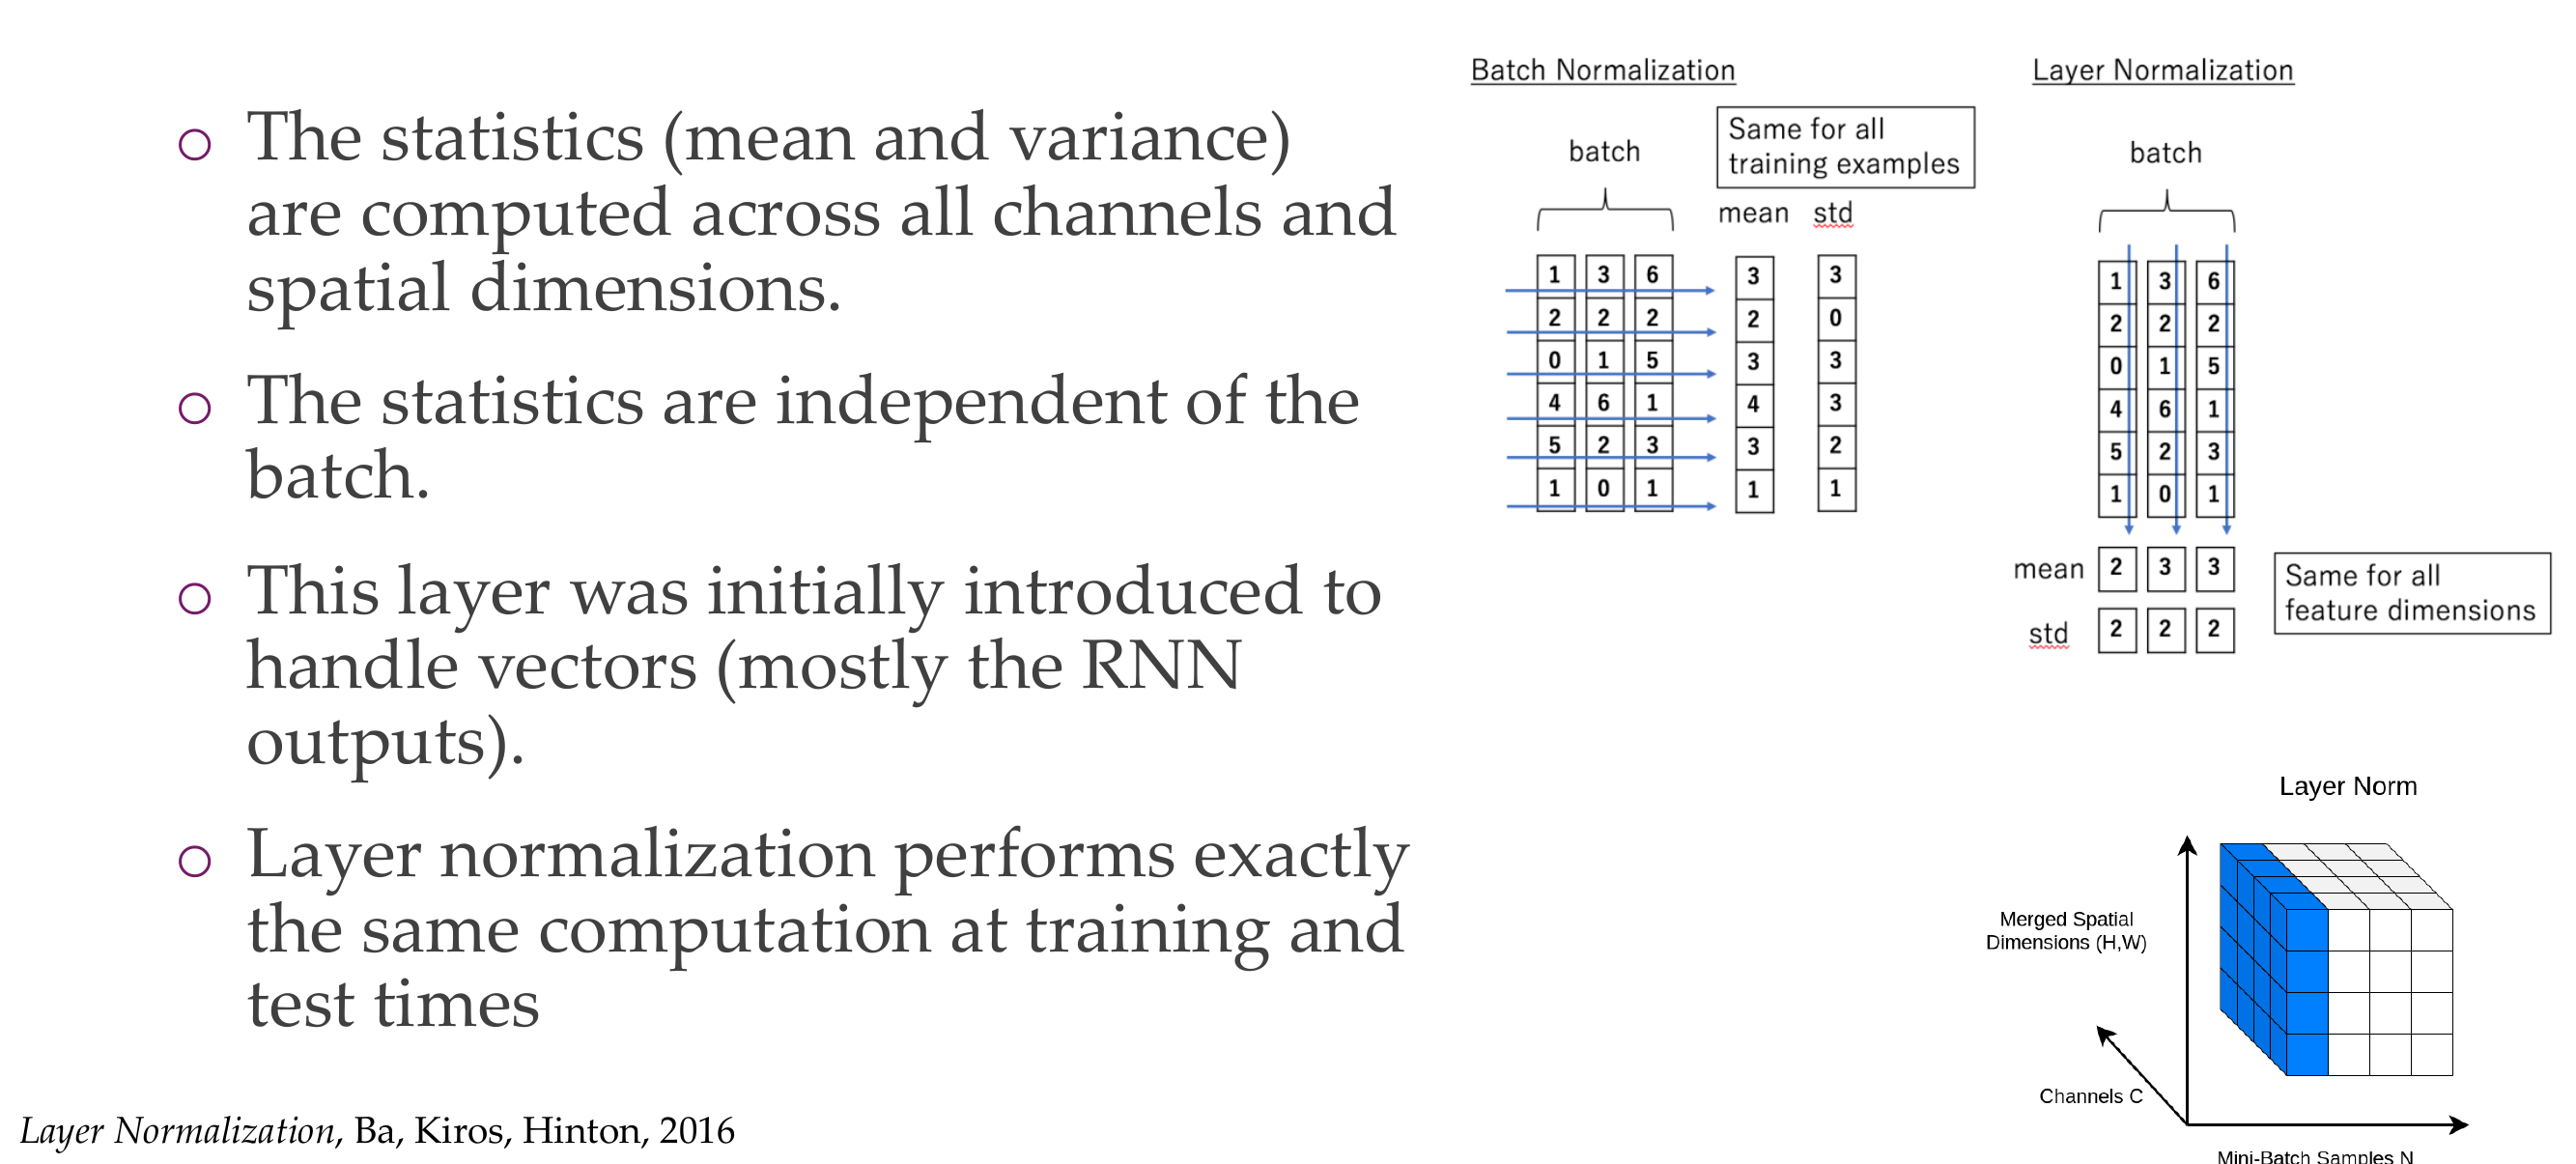 The statistics (mean and variance)
are computed across all channels and
spatial dimensions.
The statistics are independent of the
batch.
This layer was initially introduced to
handle vectors (mostly the RNN
outputs).
Layer normalization performs exactly
the same computation at training and
test times
Layer Normalization, Ba, Kiros, Hinton, 2016
Batch Normalization
Same for all
training examples
batch
mean std
1 3 6 3 3
2 2 2 2 0
0 1 5 3 3
4 6 1 4 3
5 2 3 3 2
1 0 1 1 1
Layer Normalization
batch
1 3 6
2 2 2
0 1 5
4 6 1
5 2 3
1 0 1
mean 2 3 3
std 2 2 2
Same for all
feature dimensions
Layer Norm
Merged Spatial
Dimensions (H,W)
Channels C
Mini-Batch Samples N